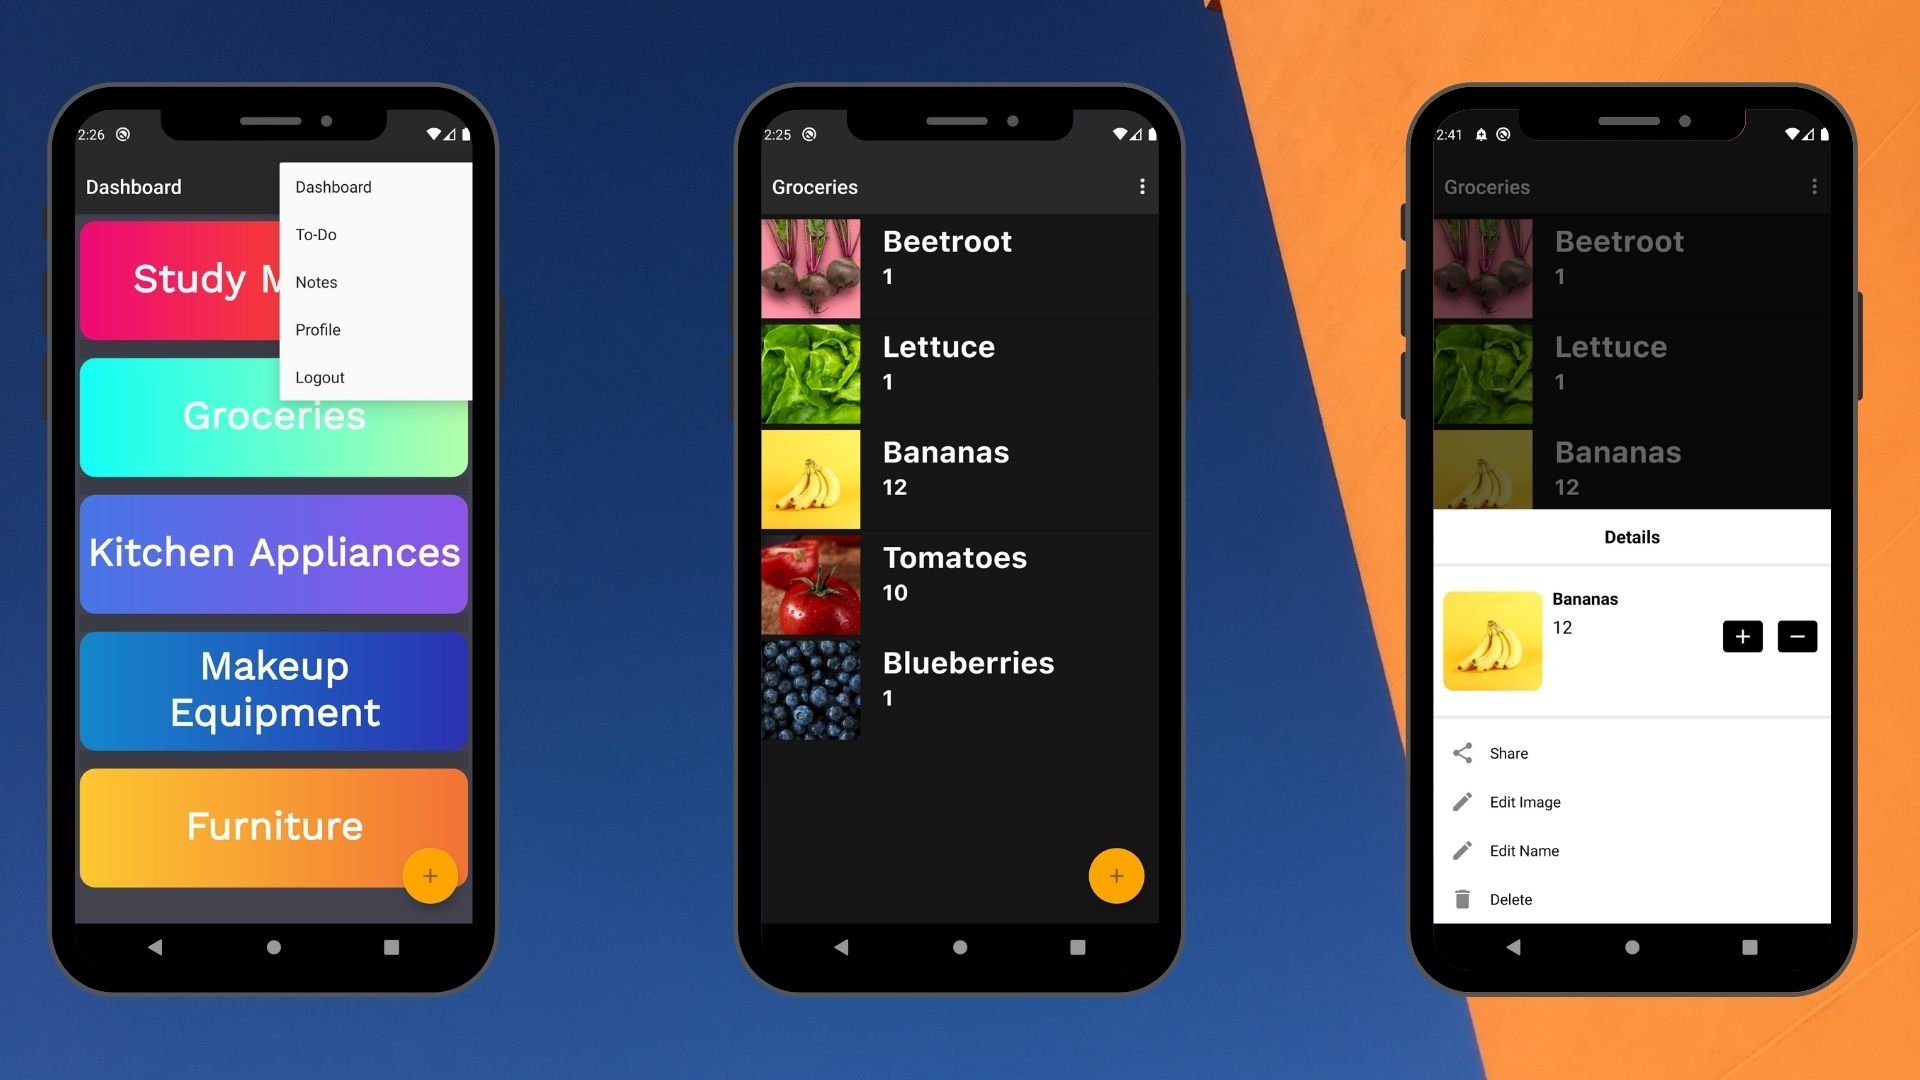 2:26
Dashboard
Dashboard
To-Do
Notes
Profile
Logout
Study M
Groceries
Kitchen Appliances
Makeup
Equipment
Furniture
+
2:25
Groceries
Beetroot
1
Lettuce
1
Bananas
12
Tomatoes
10
Blueberries
1
+
2:41
Groceries
Beetroot
1
Lettuce
1
Bananas
12
Details
Bananas
12
+ −
Share
Edit Image
Edit Name
Delete